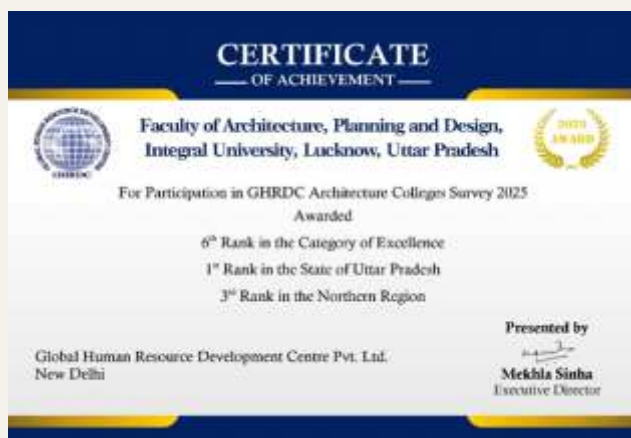 CERTIFICATE
OF ACHIEVEMENT
Faculty of Architecture, Planning and Design,
Integral University, Lucknow, Uttar Pradesh
GHRDC
AWARD
For Participation in GHRDC Architecture Colleges Survey 2025
Awarded
6th Rank in the Category of Excellence
1st Rank in the State of Uttar Pradesh
3rd Rank in the Northern Region
Presented by
Global Human Resource Development Centre Pvt. Ltd.
New Delhi
Mekhla Sinha
Executive Director